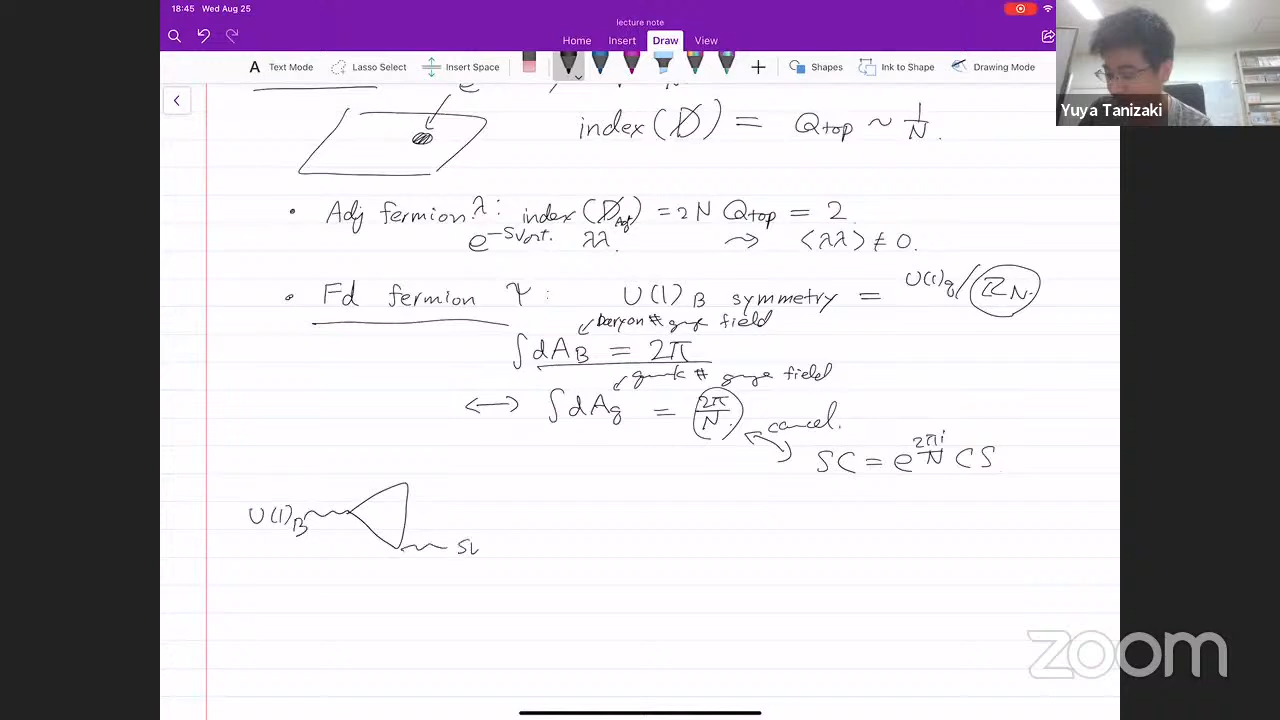 18:45 Wed Aug 25
lecture note
Home Insert Draw View
Text Mode Lasso Select Insert Space Shapes Ink to Shape Drawing Mode
Yuya Tanizaki
index(D̸) = Qtop ~ 1/N.
• Adj fermion λ: index(D̸Adj) = 2N Qtop = 2.
e^{-Svort.} λλ. ⇝ ⟨λλ⟩ ≠ 0.
• Fd fermion Ψ: U(1)B symmetry = U(1)q/ℤN.
baryon # gauge field
∫dAB = 2π
quark # gauge field
⟷ ∫dAq = 2π/N.
cancel.
SC = e^{2πi/N} CS.
U(1)B
SU
zoom